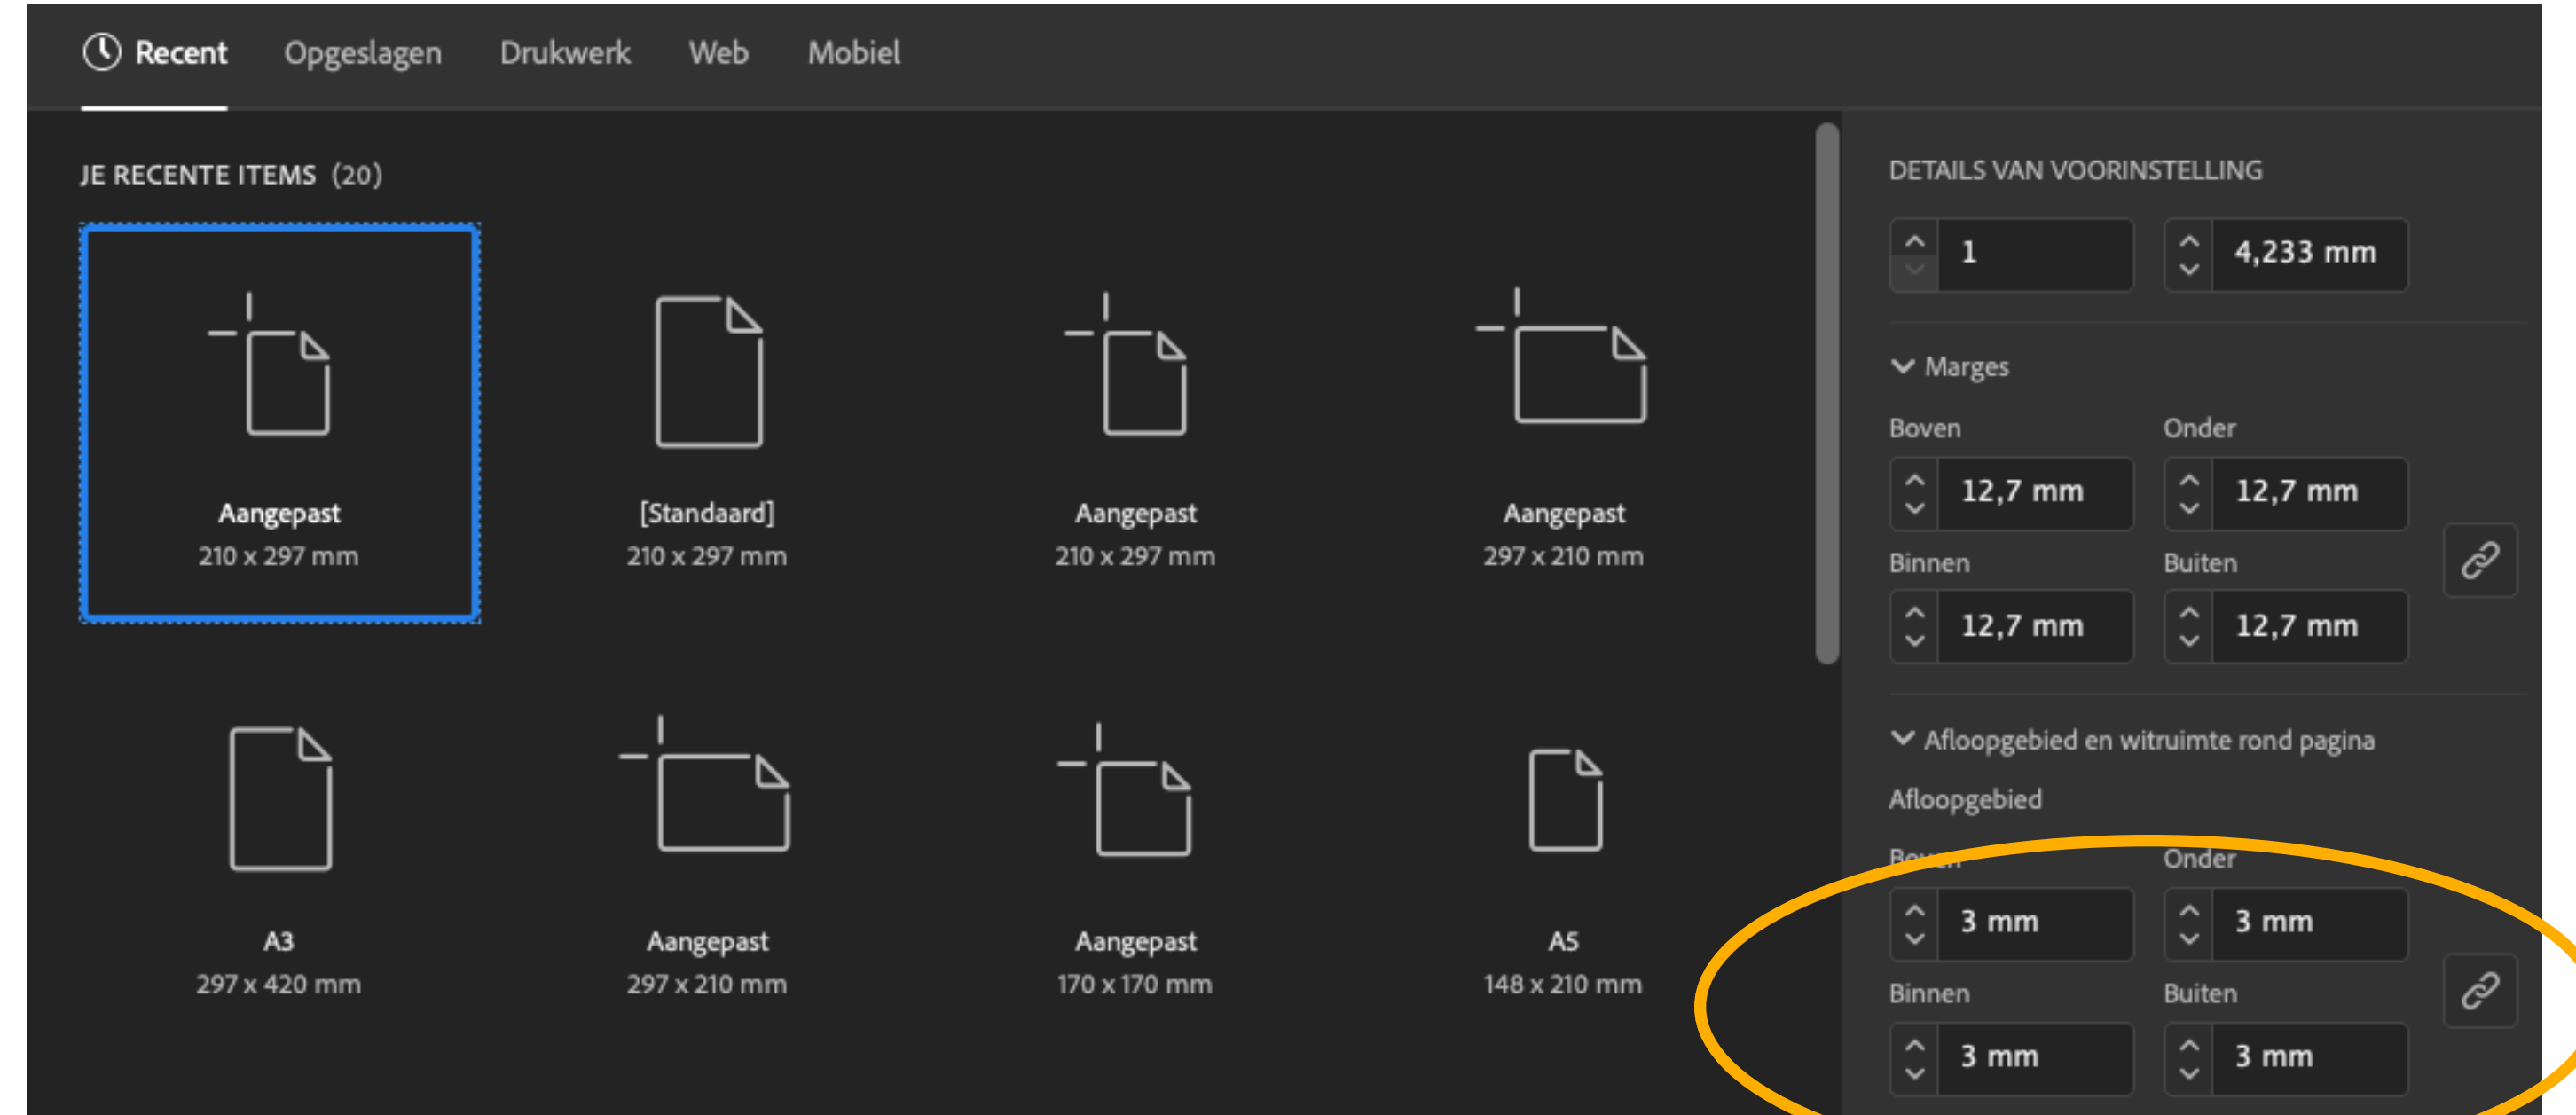 Recent Opgeslagen Drukwerk Web Mobiel
JE RECENTE ITEMS (20)
Aangepast
210 x 297 mm
[Standaard]
210 x 297 mm
Aangepast
210 x 297 mm
Aangepast
297 x 210 mm
A3
297 x 420 mm
Aangepast
297 x 210 mm
Aangepast
170 x 170 mm
A5
148 x 210 mm
DETAILS VAN VOORINSTELLING
1 4,233 mm
Marges
Boven Onder
12,7 mm 12,7 mm
Binnen Buiten
12,7 mm 12,7 mm
Afloopgebied en witruimte rond pagina
Afloopgebied
Boven Onder
3 mm 3 mm
Binnen Buiten
3 mm 3 mm